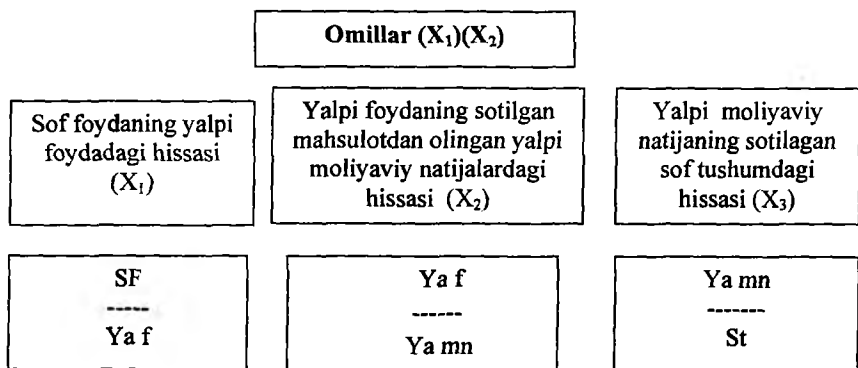 Omillar (X₁)(X₂)
Sof foydaning yalpi
foydadagi hissasi
(X₁)
Yalpi foydaning sotilgan
mahsulotdan olingan yalpi
moliyaviy natijalardagi
hissasi (X₂)
Yalpi moliyaviy
natijaning sotilagan
sof tushumdagi
hissasi (X₃)
SF
-----
Ya f
Ya f
------
Ya mn
Ya mn
-------
St